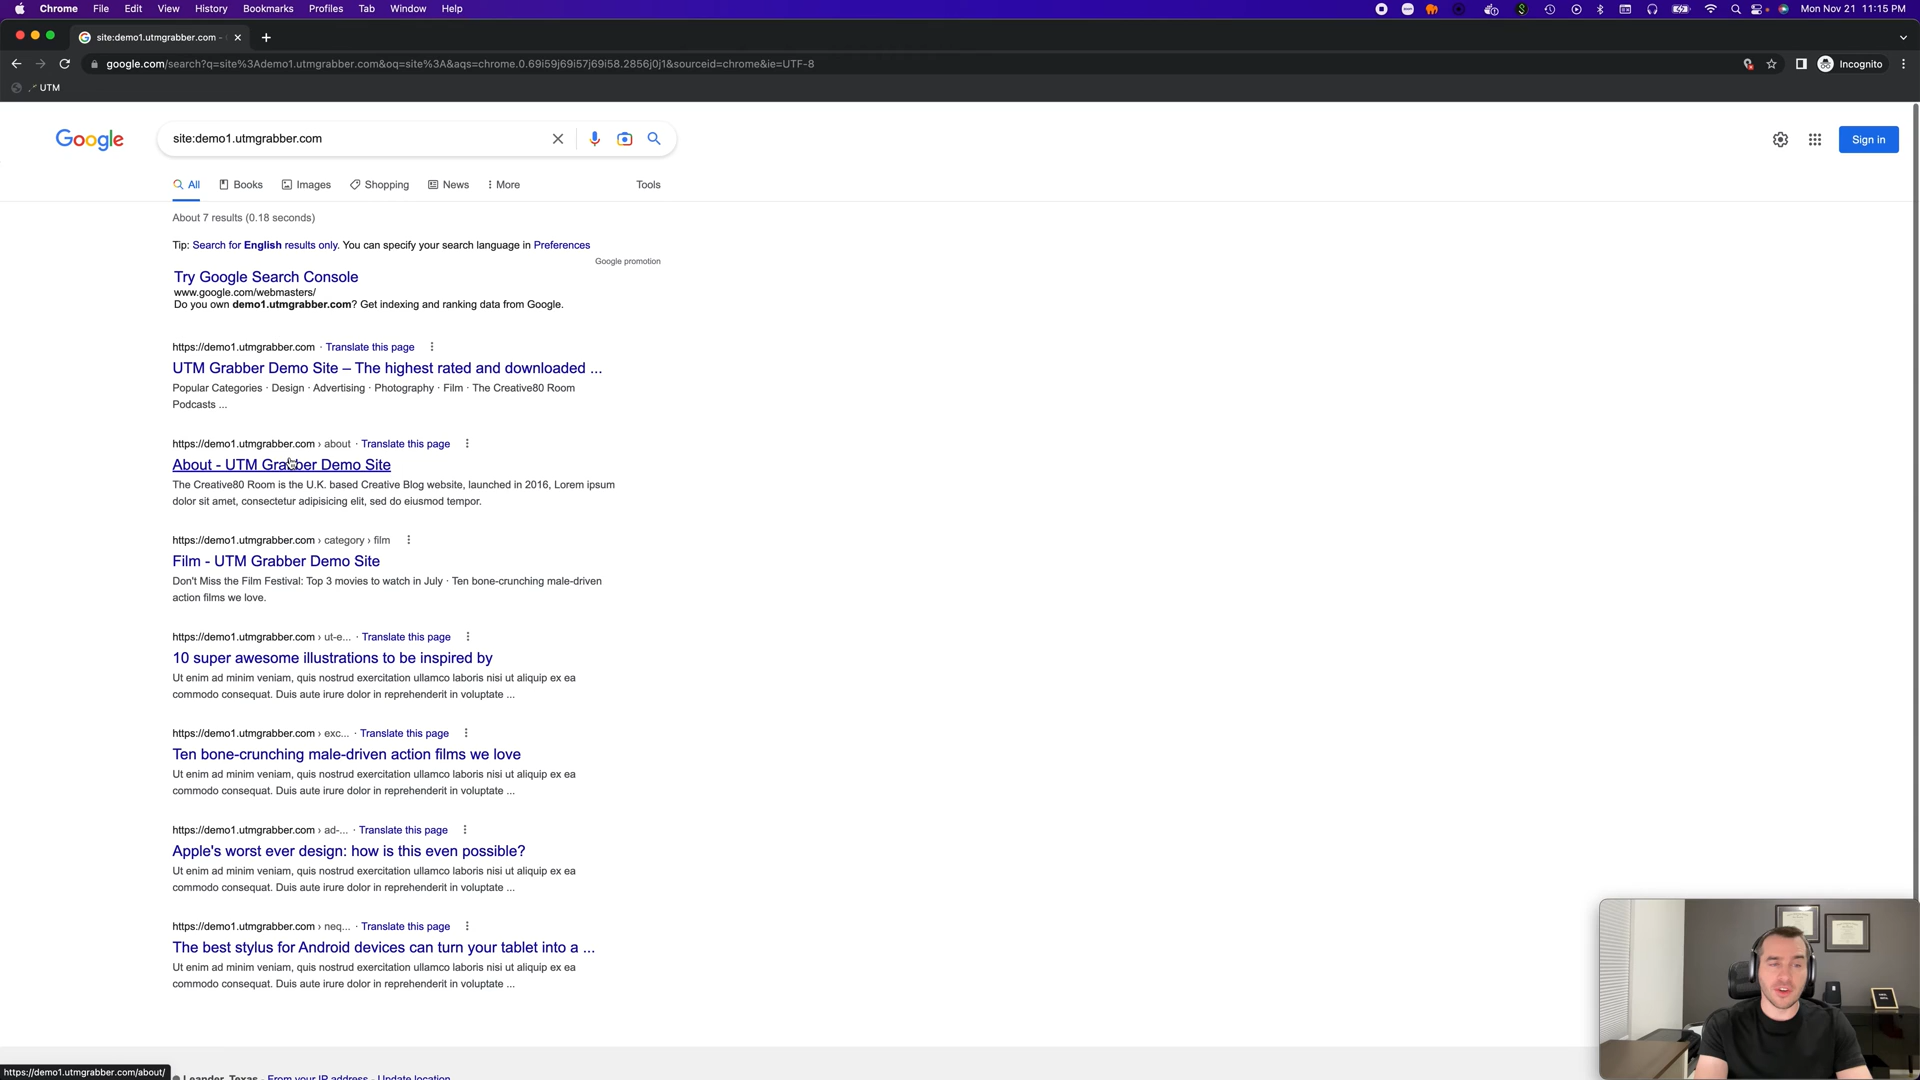 Chrome File Edit View History Bookmarks Profiles Tab Window Help
Mon Nov 21 11:15 PM
site:demo1.utmgrabber.com -
google.com/search?q=site%3Ademo1.utmgrabber.com&oq=site%3A&aqs=chrome.0.69i59j69i57j69i58.2856j0j1&sourceid=chrome&ie=UTF-8
Incognito
UTM
Google
site:demo1.utmgrabber.com
Sign in
All Books Images Shopping News More Tools
About 7 results (0.18 seconds)
Tip: Search for English results only. You can specify your search language in Preferences
Google promotion
Try Google Search Console
www.google.com/webmasters/
Do you own demo1.utmgrabber.com? Get indexing and ranking data from Google.
https://demo1.utmgrabber.com · Translate this page
UTM Grabber Demo Site – The highest rated and downloaded ...
Popular Categories · Design · Advertising · Photography · Film · The Creative80 Room
Podcasts ...
https://demo1.utmgrabber.com › about · Translate this page
About - UTM Grabber Demo Site
The Creative80 Room is the U.K. based Creative Blog website, launched in 2016, Lorem ipsum
dolor sit amet, consectetur adipisicing elit, sed do eiusmod tempor.
https://demo1.utmgrabber.com › category › film
Film - UTM Grabber Demo Site
Don't Miss the Film Festival: Top 3 movies to watch in July · Ten bone-crunching male-driven
action films we love.
https://demo1.utmgrabber.com › ut-e... · Translate this page
10 super awesome illustrations to be inspired by
Ut enim ad minim veniam, quis nostrud exercitation ullamco laboris nisi ut aliquip ex ea
commodo consequat. Duis aute irure dolor in reprehenderit in voluptate ...
https://demo1.utmgrabber.com › exc... · Translate this page
Ten bone-crunching male-driven action films we love
Ut enim ad minim veniam, quis nostrud exercitation ullamco laboris nisi ut aliquip ex ea
commodo consequat. Duis aute irure dolor in reprehenderit in voluptate ...
https://demo1.utmgrabber.com › ad-... · Translate this page
Apple's worst ever design: how is this even possible?
Ut enim ad minim veniam, quis nostrud exercitation ullamco laboris nisi ut aliquip ex ea
commodo consequat. Duis aute irure dolor in reprehenderit in voluptate ...
https://demo1.utmgrabber.com › neq... · Translate this page
The best stylus for Android devices can turn your tablet into a ...
Ut enim ad minim veniam, quis nostrud exercitation ullamco laboris nisi ut aliquip ex ea
commodo consequat. Duis aute irure dolor in reprehenderit in voluptate ...
https://demo1.utmgrabber.com/about/
Leander, Texas - From your IP address - Update location